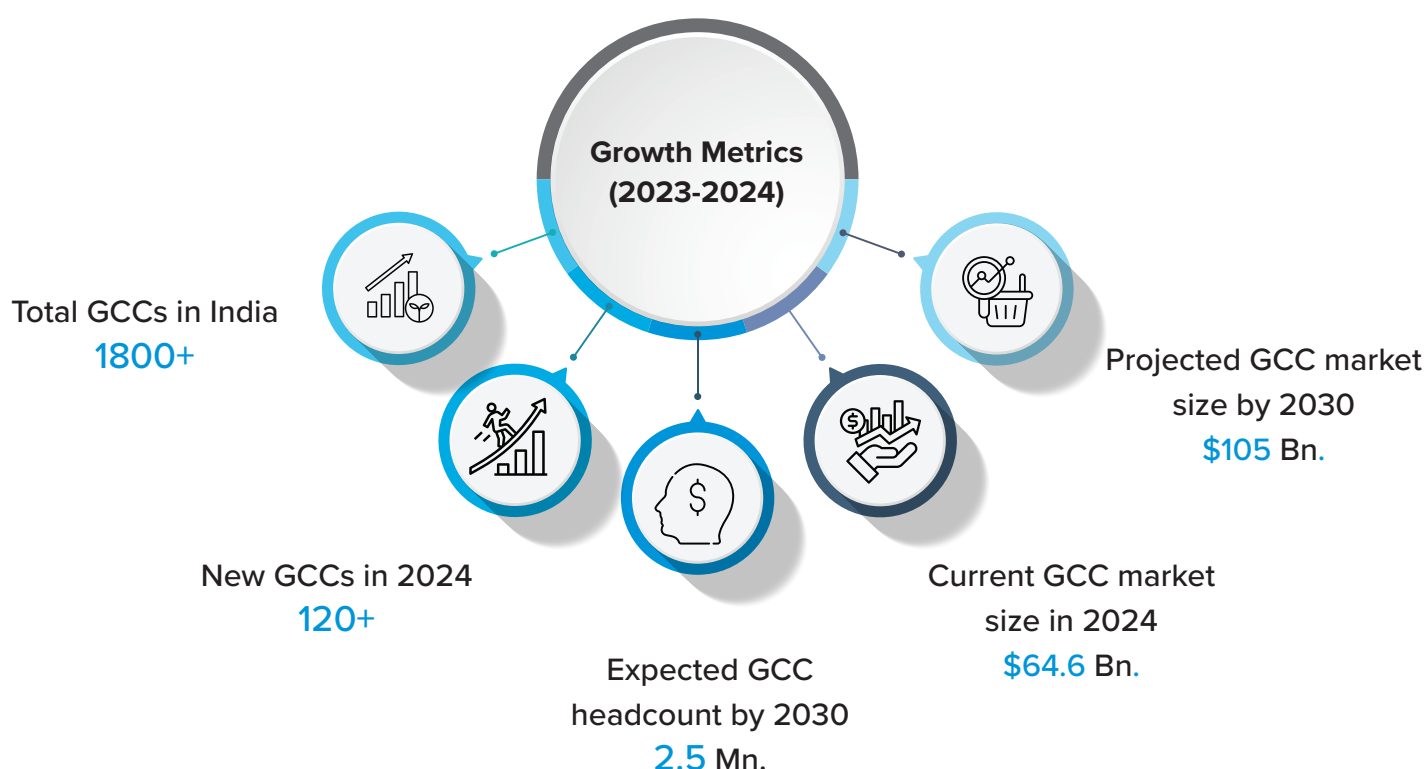 Growth Metrics
(2023-2024)
Total GCCs in India
1800+
New GCCs in 2024
120+
Expected GCC
headcount by 2030
2.5 Mn.
Current GCC market
size in 2024
$64.6 Bn.
Projected GCC market
size by 2030
$105 Bn.